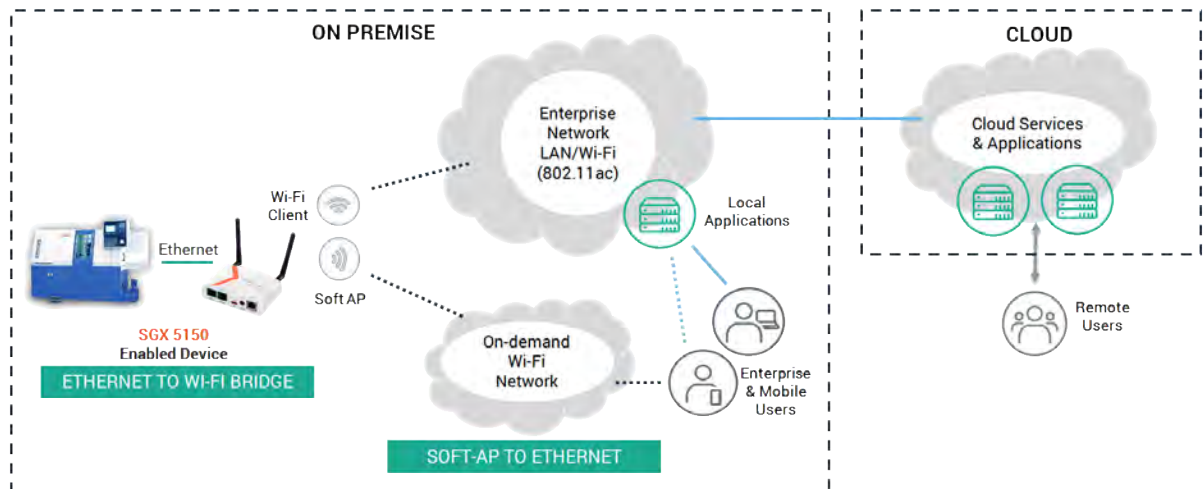 ON PREMISE
CLOUD
Enterprise
Network
LAN/Wi-Fi
(802.11ac)
Cloud Services
& Applications
Wi-Fi
Client
Local
Applications
Ethernet
Soft AP
SGX 5150
Enabled Device
ETHERNET TO WI-FI BRIDGE
On-demand
Wi-Fi
Network
Enterprise
& Mobile
Users
Remote
Users
SOFT-AP TO ETHERNET